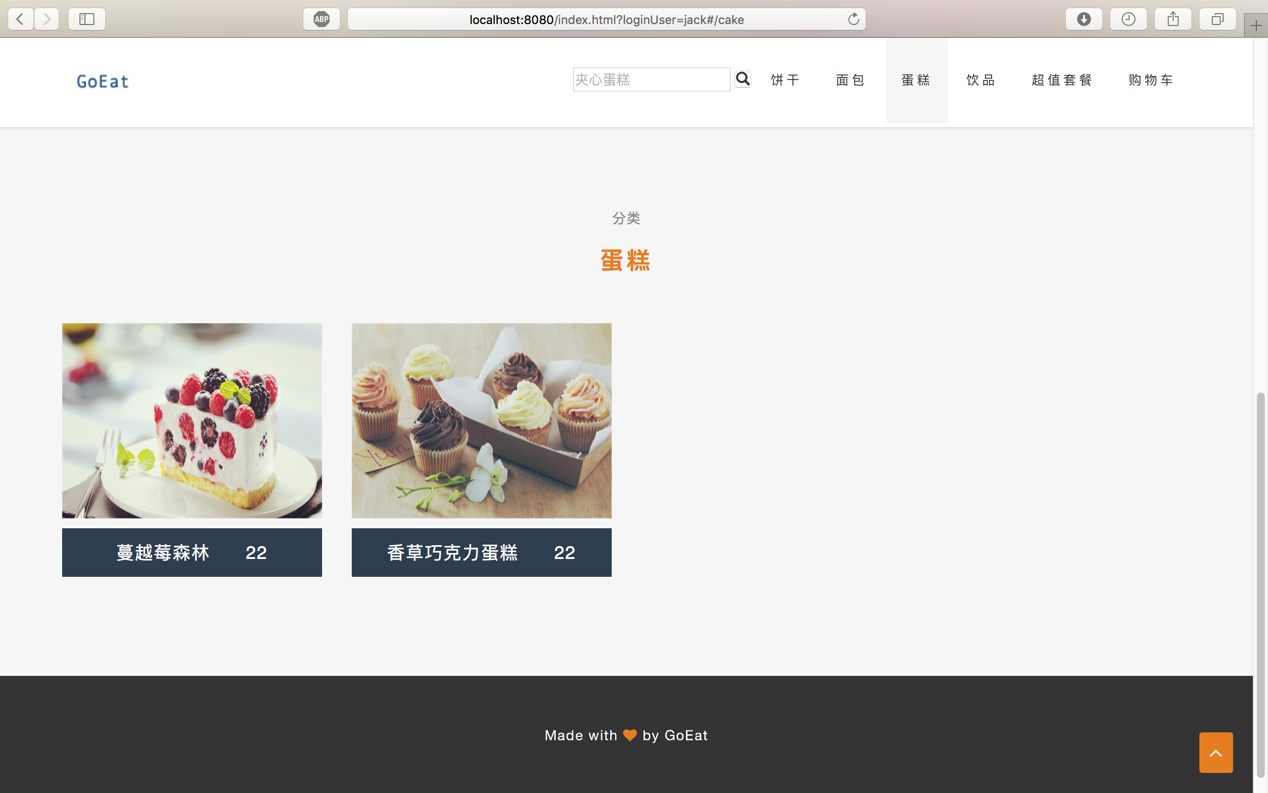 ABP
localhost:8080/index.html?loginUser=jack#/cake
GoEat
夹心蛋糕
饼干
面包
蛋糕
饮品
超值套餐
购物车
分类
蛋糕
Yum
蔓越莓森林 22
香草巧克力蛋糕 22
Made with ❤ by GoEat